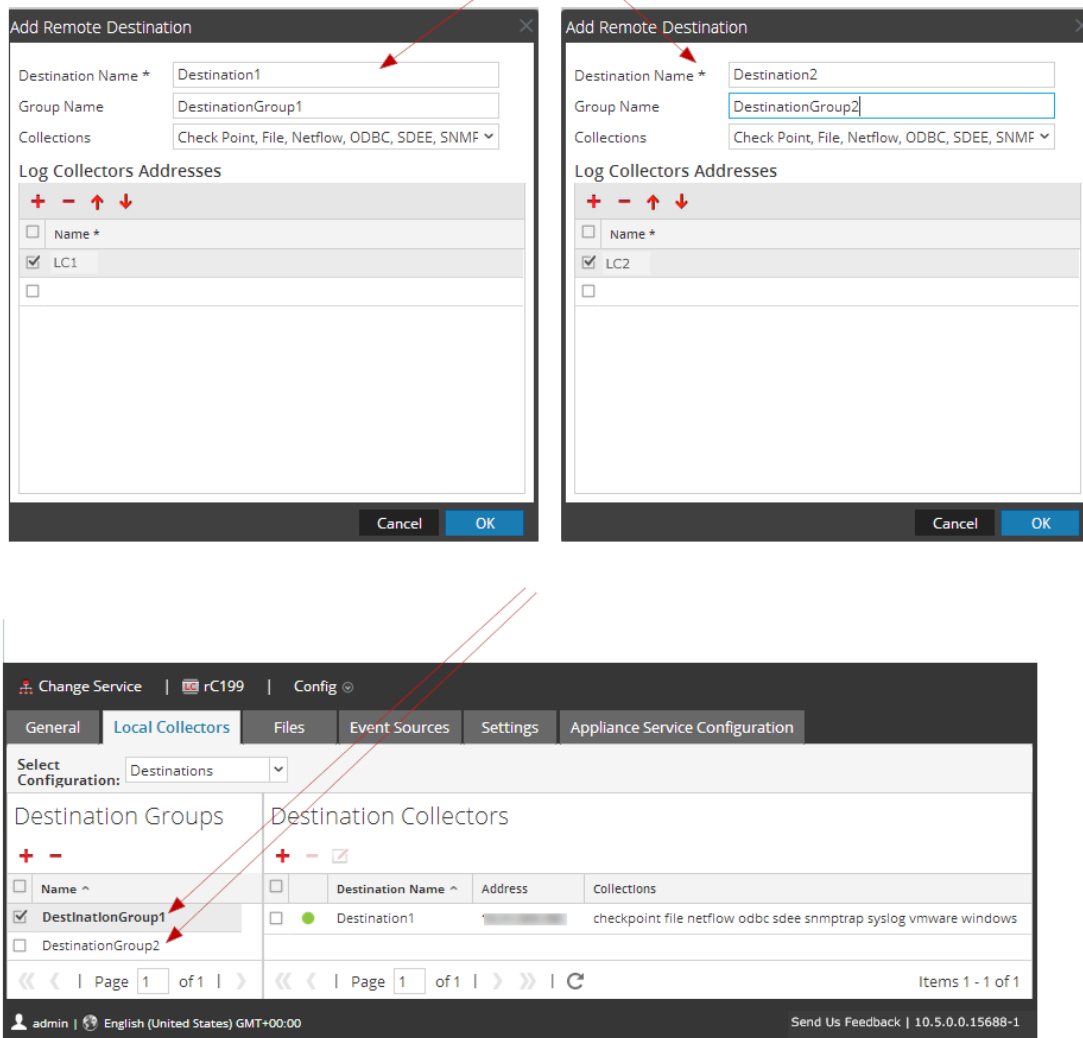 Add Remote Destination
Destination Name * Destination1
Group Name DestinationGroup1
Collections Check Point, File, Netflow, ODBC, SDEE, SNMP
Log Collectors Addresses
Name *
LC1
Cancel OK
Add Remote Destination
Destination Name * Destination2
Group Name DestinationGroup2
Collections Check Point, File, Netflow, ODBC, SDEE, SNMP
Log Collectors Addresses
Name *
LC2
Cancel OK
Change Service | LC rC199 | Config
General Local Collectors Files Event Sources Settings Appliance Service Configuration
Select Configuration: Destinations
Destination Groups
Name
DestinationGroup1
DestinationGroup2
Page 1 of 1
Destination Collectors
Destination Name Address Collections
Destination1 checkpoint file netflow odbc sdee snmptrap syslog vmware windows
Page 1 of 1 Items 1 - 1 of 1
admin | English (United States) GMT+00:00 Send Us Feedback | 10.5.0.0.15688-1